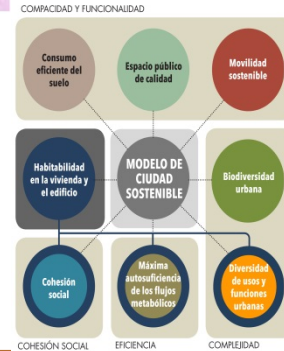 COMPACIDAD Y FUNCIONALIDAD
Consumo
eficiente del
suelo
Espacio público
de calidad
Movilidad
sostenible
Habitabilidad
en la vivienda y
el edificio
MODELO DE
CIUDAD
SOSTENIBLE
Biodiversidad
urbana
Cohesión
social
Máxima
autosuficiencia
de los flujos
metabólicos
Diversidad
de usos y
funciones
urbanas
COHESIÓN SOCIAL
EFICIENCIA
COMPLEJIDAD